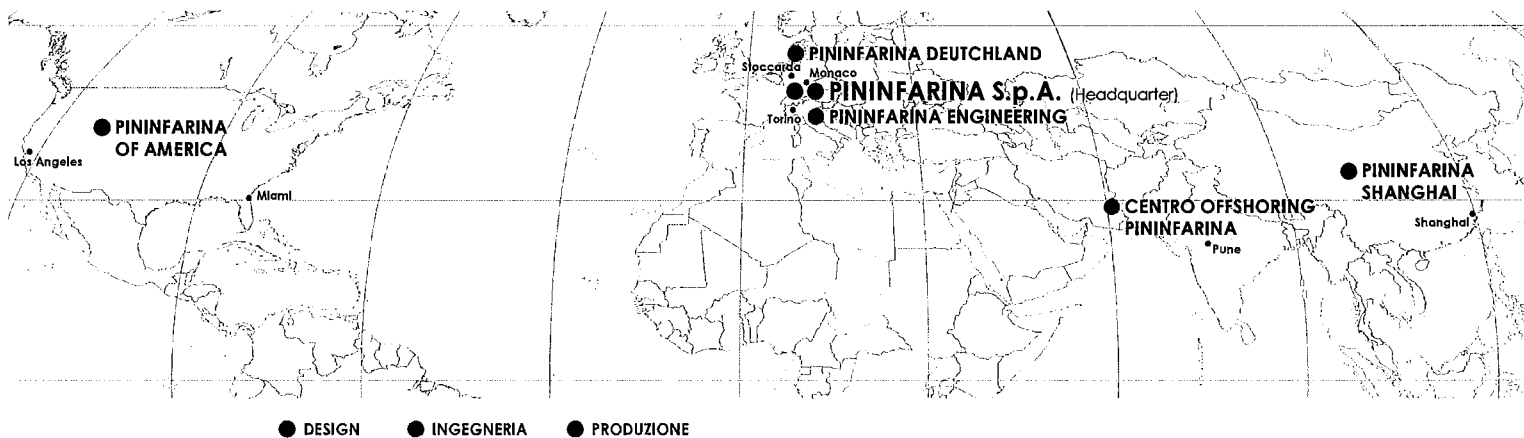 PININFARINA DEUTCHLAND
Stoccarda
Monaco
PININFARINA S.p.A. (Headquarter)
Torino
PININFARINA ENGINEERING
PININFARINA
OF AMERICA
Los Angeles
Miami
PININFARINA
SHANGHAI
Shanghai
CENTRO OFFSHORING
PININFARINA
Pune
DESIGN
INGEGNERIA
PRODUZIONE